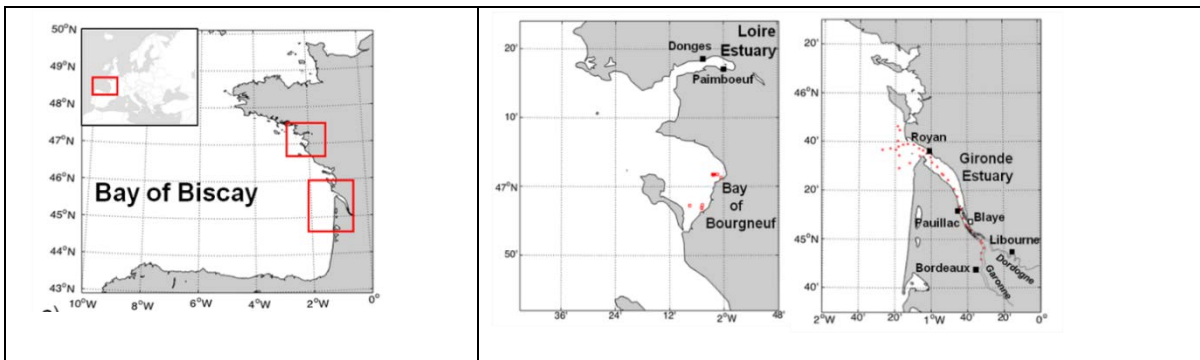 50°N
49°N
48°N
47°N
46°N
45°N
44°N
43°N
10°W
8°W
6°W
4°W
2°W
0°
Bay of Biscay
20'
10'
47°N
50'
36'
24'
12'
2°W
48'
Loire
Estuary
Donges
Paimboeuf
Bay
of
Bourgneuf
20'
46°N
40'
20'
45°N
40'
2°W
40'
20'
1°W
40'
20'
0°
Royan
Gironde
Estuary
Pauillac
Blaye
Libourne
Bordeaux
Dordogne
Garonne